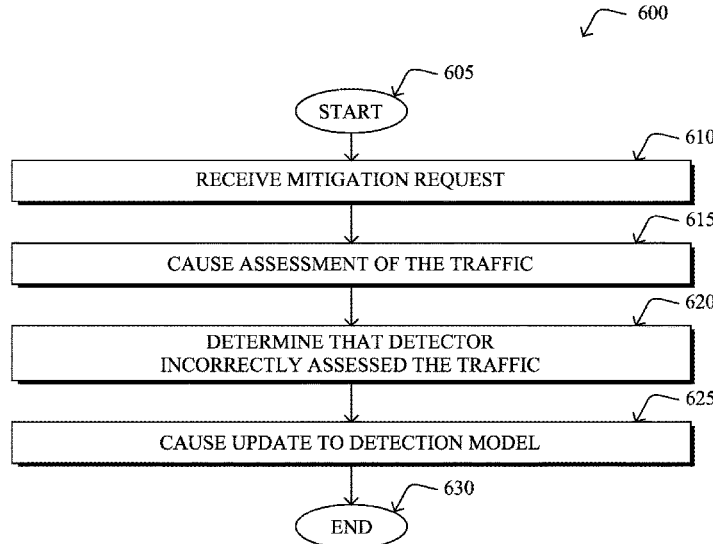 600
605
START
610
RECEIVE MITIGATION REQUEST
615
CAUSE ASSESSMENT OF THE TRAFFIC
620
DETERMINE THAT DETECTOR
INCORRECTLY ASSESSED THE TRAFFIC
625
CAUSE UPDATE TO DETECTION MODEL
630
END